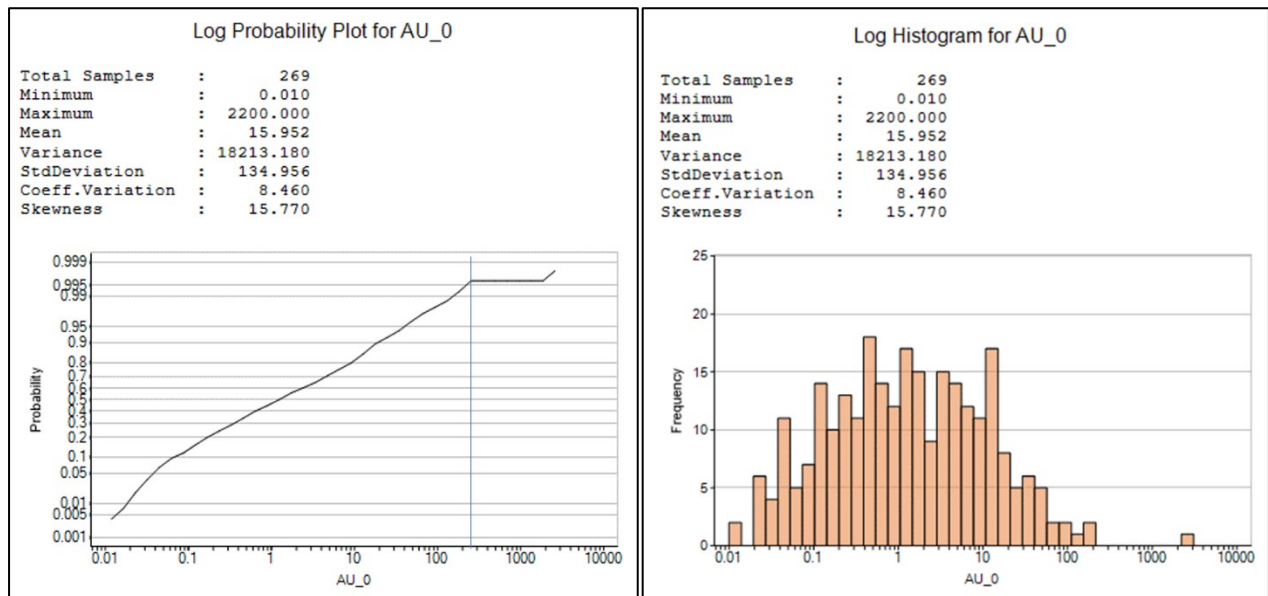 Log Probability Plot for AU_0
Total Samples : 269
Minimum : 0.010
Maximum : 2200.000
Mean : 15.952
Variance : 18213.180
StdDeviation : 134.956
Coeff.Variation : 8.460
Skewness : 15.770
0.999
0.995
0.99
0.95
0.9
0.8
0.7
0.6
0.5
0.4
0.3
0.2
0.1
0.05
0.01
0.005
0.001
Probability
0.01 0.1 1 10 100 1000 10000
AU_0
Log Histogram for AU_0
Total Samples : 269
Minimum : 0.010
Maximum : 2200.000
Mean : 15.952
Variance : 18213.180
StdDeviation : 134.956
Coeff.Variation : 8.460
Skewness : 15.770
25
20
15
10
5
0
Frequency
0.01 0.1 1 10 100 1000 10000
AU_0